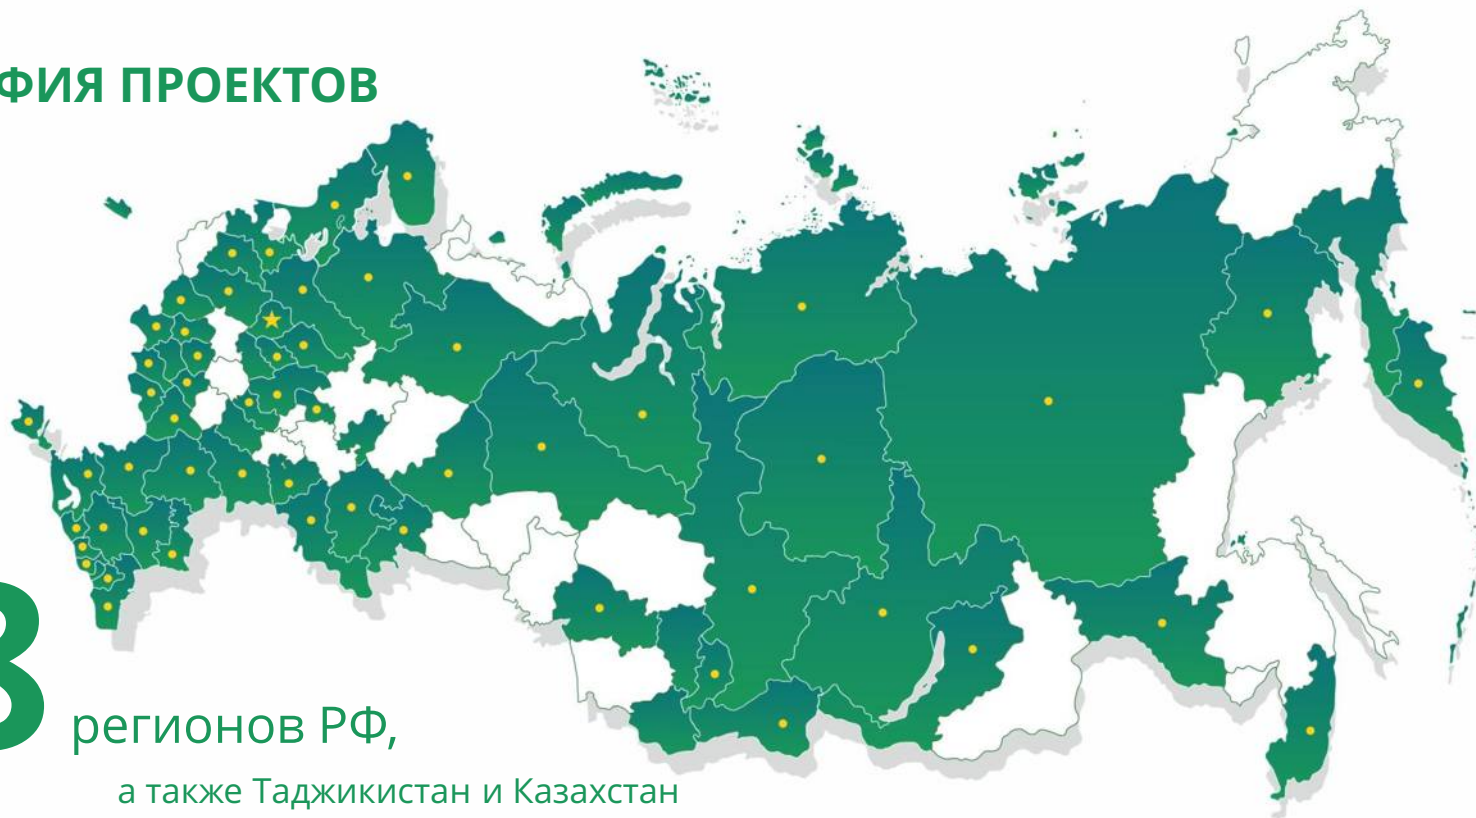 ФИЯ ПРОЕКТОВ
регионов РФ,
а также Таджикистан и Казахстан